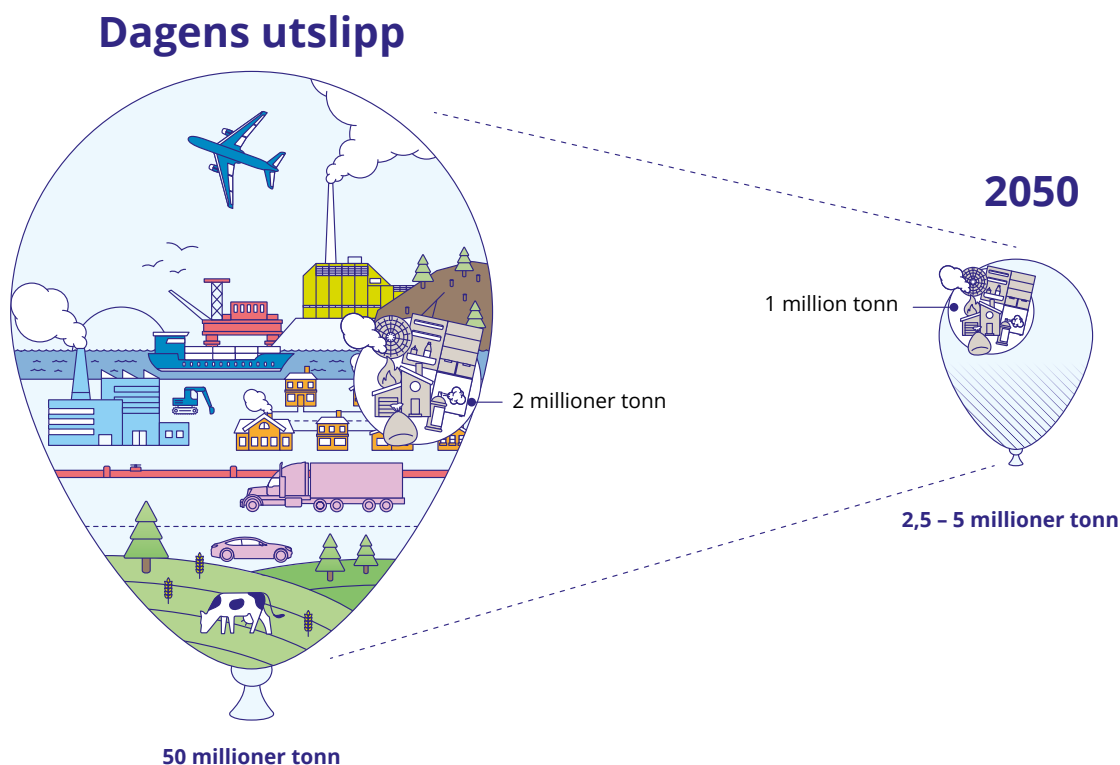 Dagens utslipp
2050
1 million tonn
2 millioner tonn
2,5 – 5 millioner tonn
50 millioner tonn